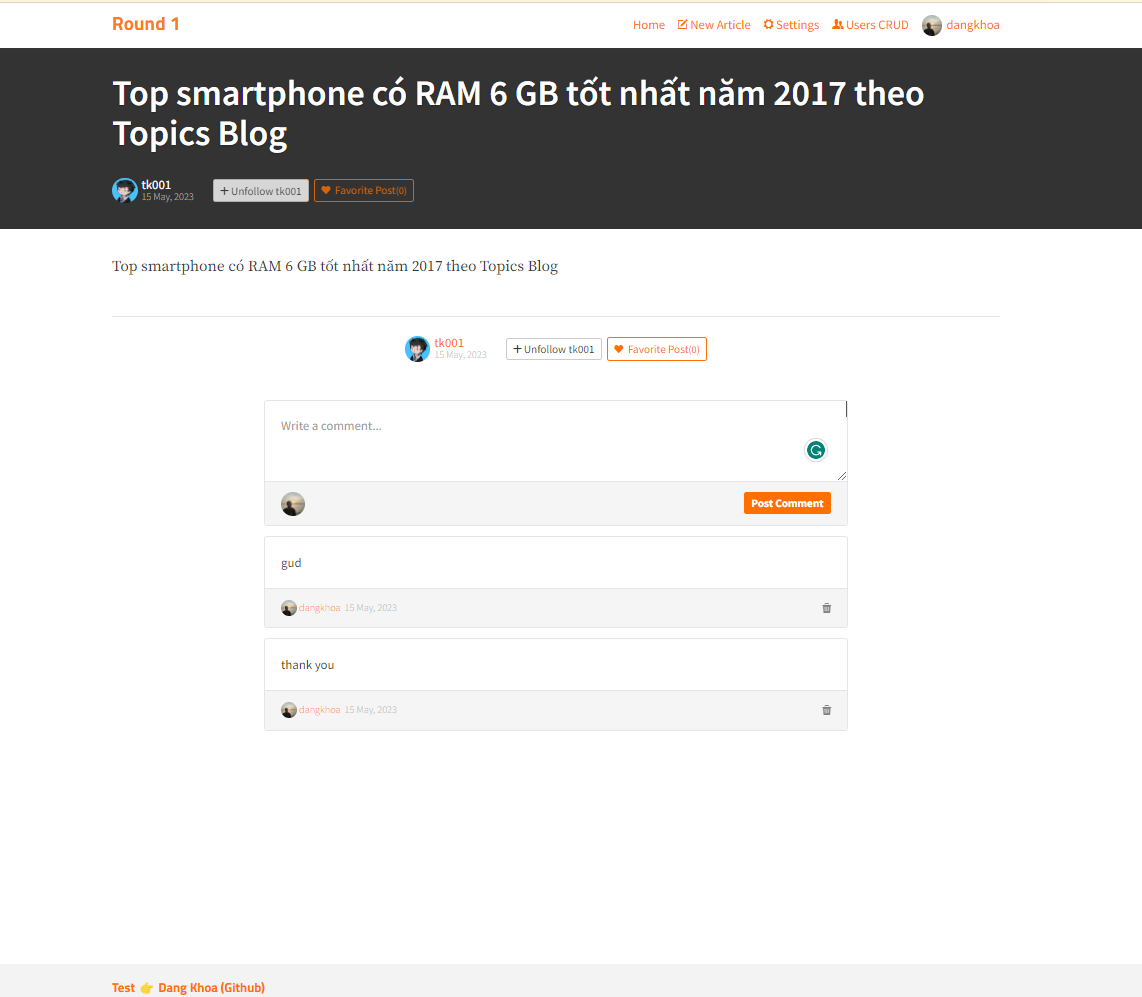 Round 1
Home New Article Settings Users CRUD dangkhoa
Top smartphone có RAM 6 GB tốt nhất năm 2017 theo
Topics Blog
tk001
15 May, 2023
Unfollow tk001
Favorite Post(0)
Top smartphone có RAM 6 GB tốt nhất năm 2017 theo Topics Blog
tk001
15 May, 2023
Unfollow tk001
Favorite Post(0)
Write a comment...
Post Comment
gud
dangkhoa 15 May, 2023
thank you
dangkhoa 15 May, 2023
Test 👉 Dang Khoa (Github)